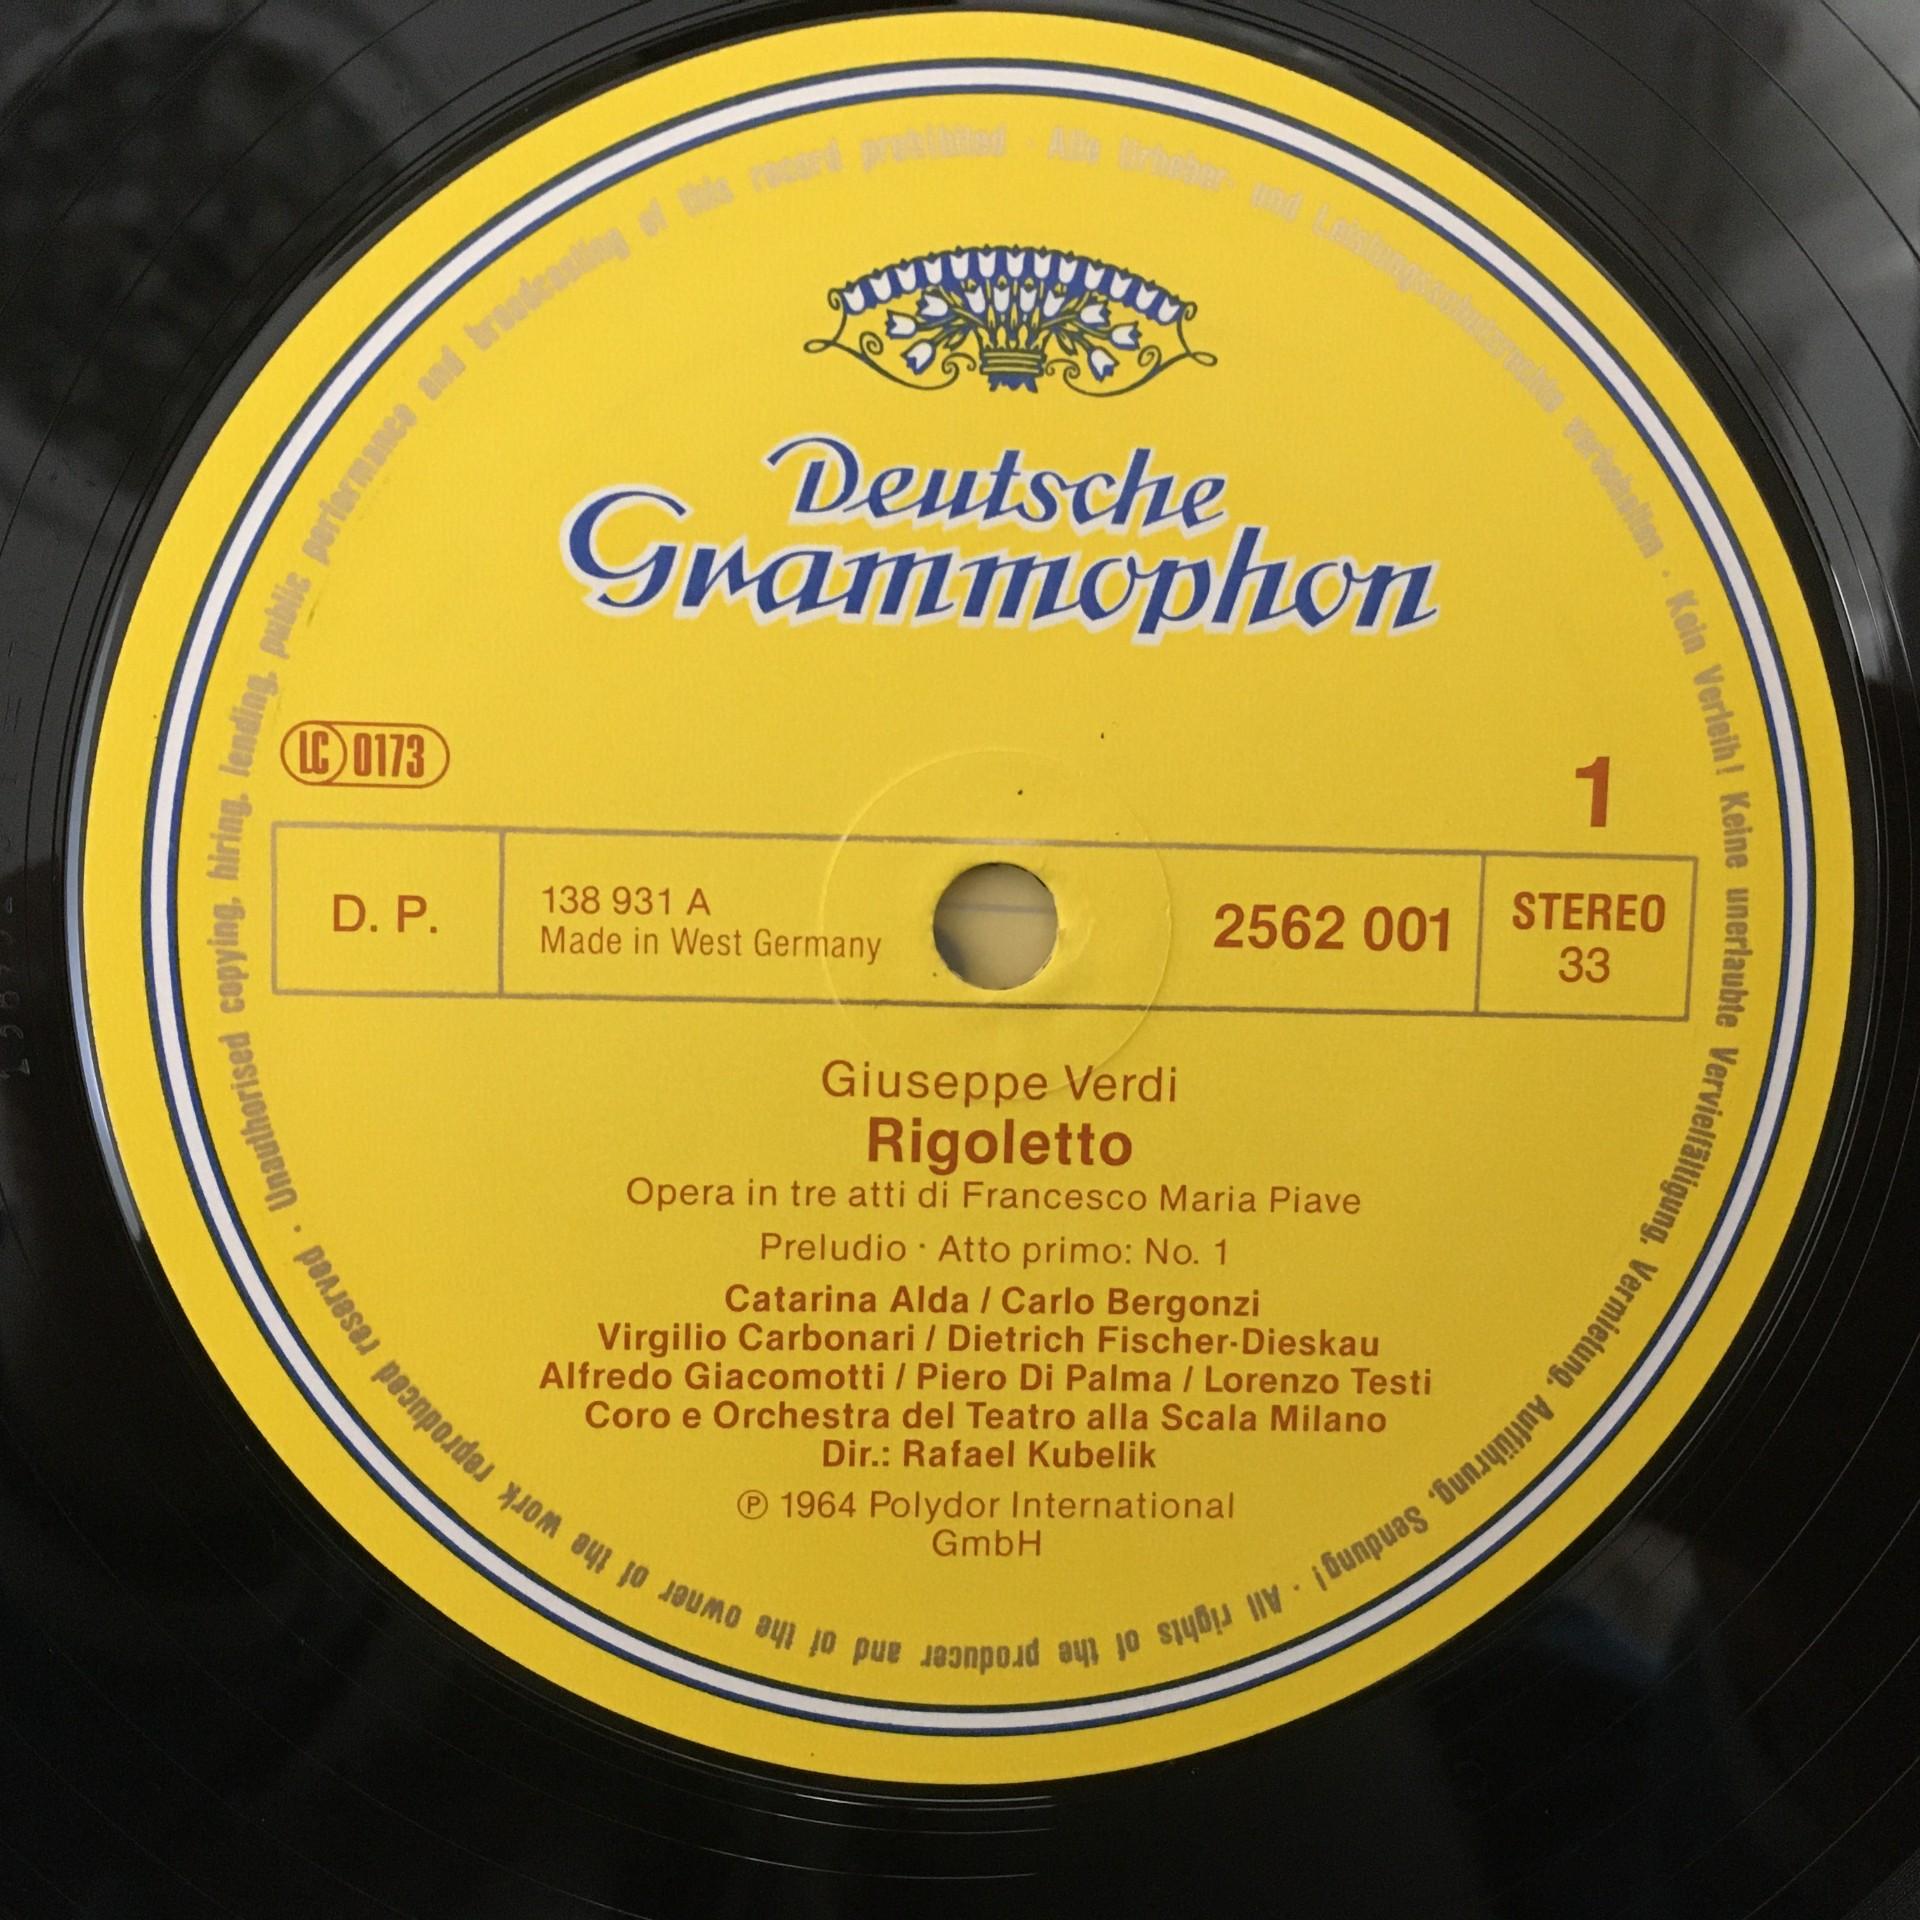 Deutsche
Grammophon
LC 0173
1
D. P.
138 931 A
Made in West Germany
2562 001
STEREO
33
Giuseppe Verdi
Rigoletto
Opera in tre atti di Francesco Maria Piave
Preludio · Atto primo: No. 1
Catarina Alda / Carlo Bergonzi
Virgilio Carbonari / Dietrich Fischer-Dieskau
Alfredo Giacomotti / Piero Di Palma / Lorenzo Testi
Coro e Orchestra del Teatro alla Scala Milano
Dir.: Rafael Kubelik
℗ 1964 Polydor International
GmbH
Alle Urheber- und Leistungsschutzrechte vorbehalten · Kein Verleih! Keine unerlaubte Vervielfältigung, Vermietung, Aufführung, Sendung! · All rights of the producer and of the owner of the work reproduced reserved · Unauthorised copying, hiring, lending, public performance and broadcasting of this record prohibited ·